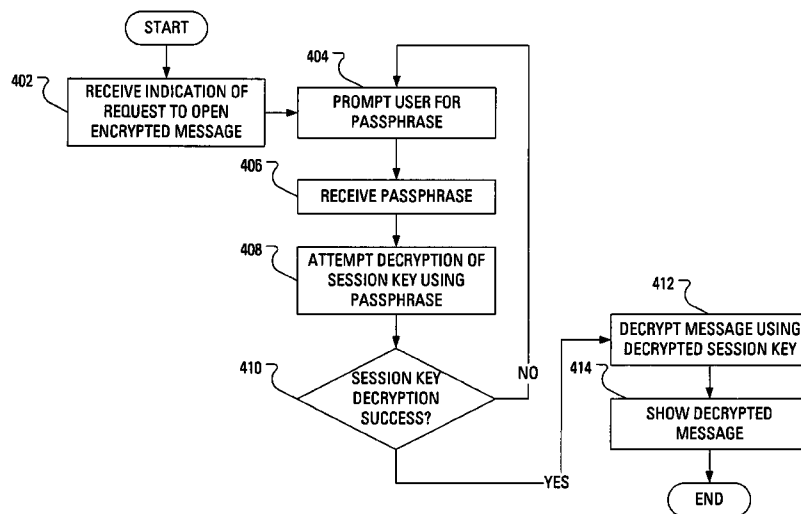 START
402
RECEIVE INDICATION OF
REQUEST TO OPEN
ENCRYPTED MESSAGE
404
PROMPT USER FOR
PASSPHRASE
406
RECEIVE PASSPHRASE
408
ATTEMPT DECRYPTION OF
SESSION KEY USING
PASSPHRASE
410
SESSION KEY
DECRYPTION
SUCCESS?
NO
YES
412
DECRYPT MESSAGE USING
DECRYPTED SESSION KEY
414
SHOW DECRYPTED
MESSAGE
END